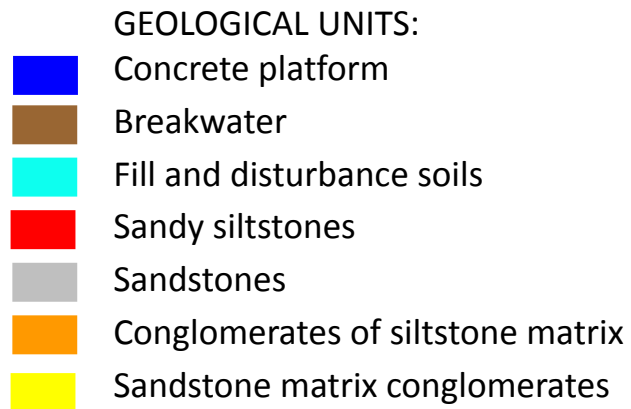 GEOLOGICAL UNITS:
Concrete platform
Breakwater
Fill and disturbance soils
Sandy siltstones
Sandstones
Conglomerates of siltstone matrix
Sandstone matrix conglomerates